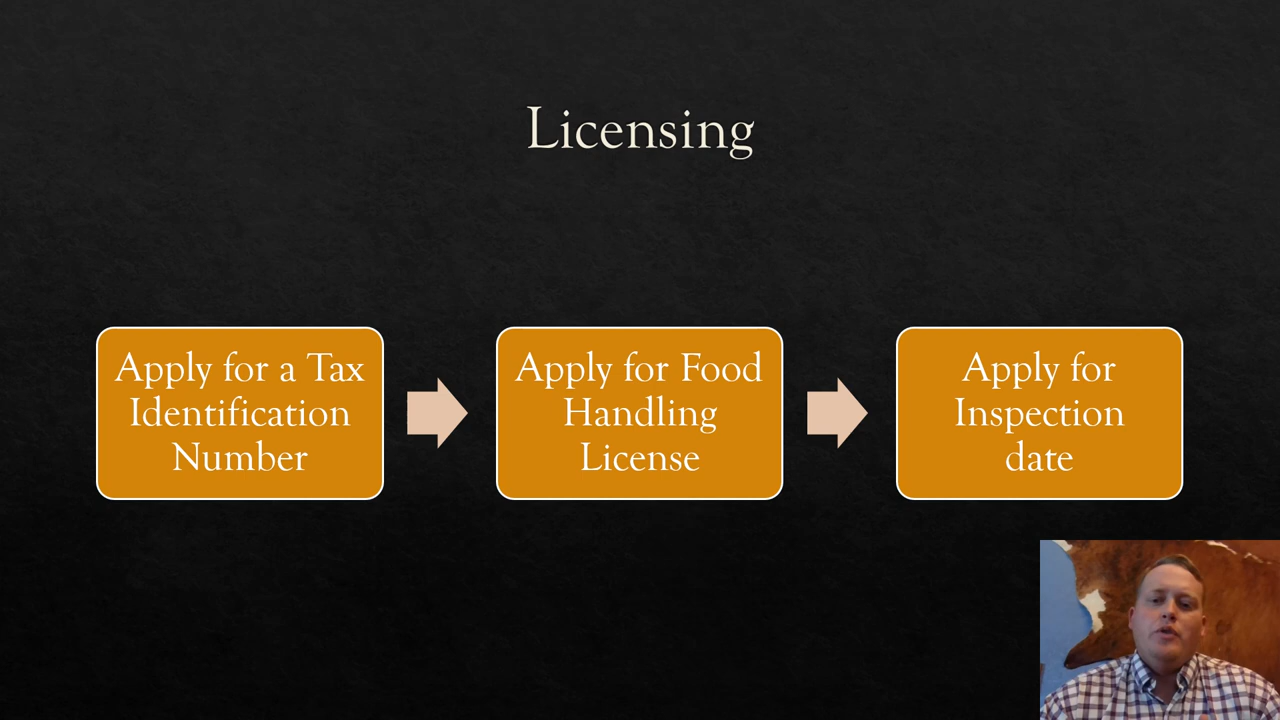 Licensing
Apply for a Tax
Identification
Number
Apply for Food
Handling
License
Apply for
Inspection
date